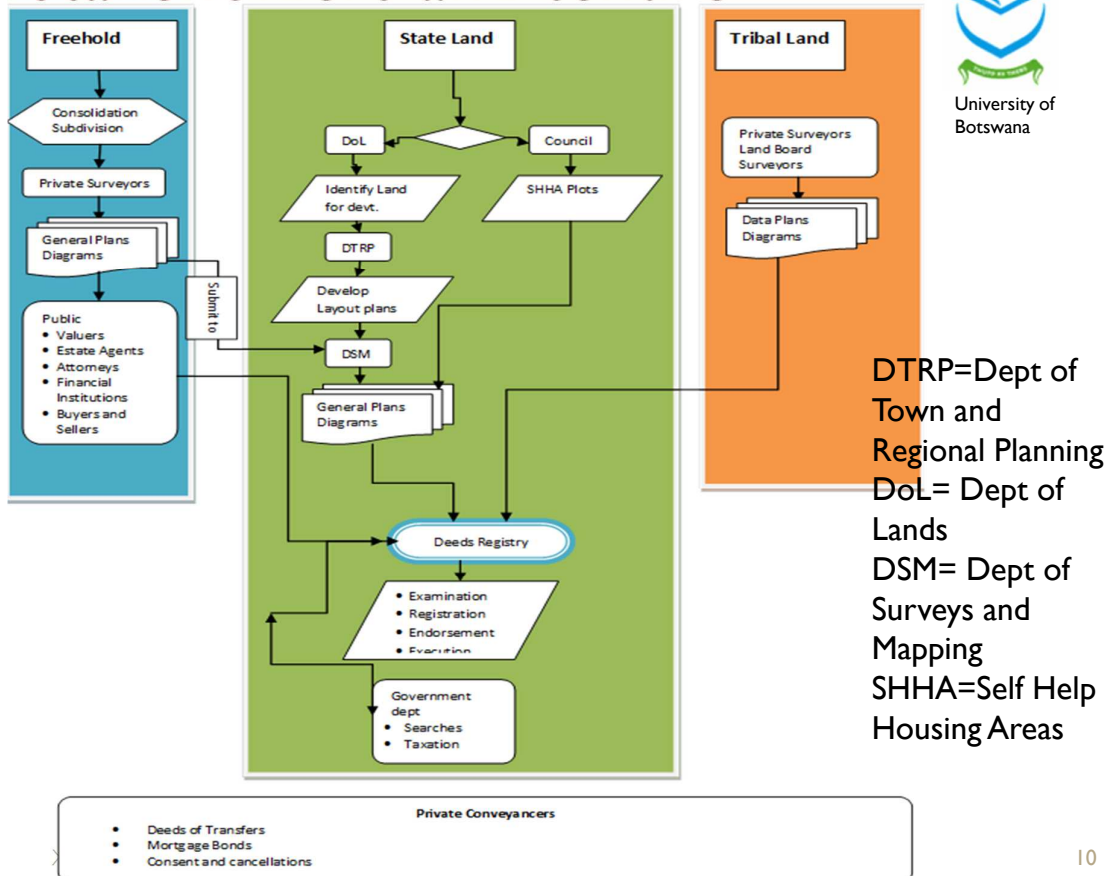 Freehold
Consolidation
Subdivision
Private Surveyors
General Plans
Diagrams
Submit to
Public
• Valuers
• Estate Agents
• Attorneys
• Financial
Institutions
• Buyers and
Sellers
State Land
DoL
Council
Identify Land
for devt.
SHHA Plots
DTRP
Develop
Layout plans
DSM
General Plans
Diagrams
Deeds Registry
• Examination
• Registration
• Endorsement
• Execution
Government
dept
• Searches
• Taxation
Tribal Land
Private Surveyors
Land Board
Surveyors
Data Plans
Diagrams
University of
Botswana
DTRP=Dept of
Town and
Regional Planning
DoL= Dept of
Lands
DSM= Dept of
Surveys and
Mapping
SHHA=Self Help
Housing Areas
Private Conveyancers
• Deeds of Transfers
• Mortgage Bonds
• Consent and cancellations
10